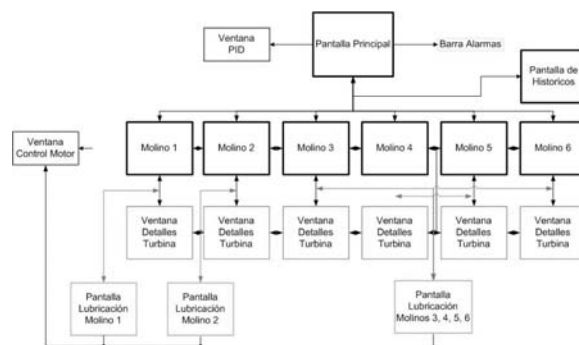 Ventana
PID
Pantalla Principal
Barra Alarmas
Pantalla de
Historicos
Ventana
Control Motor
Molino 1
Molino 2
Molino 3
Molino 4
Molino 5
Molino 6
Ventana
Detalles
Turbina
Ventana
Detalles
Turbina
Ventana
Detalles
Turbina
Ventana
Detalles
Turbina
Ventana
Detalles
Turbina
Ventana
Detalles
Turbina
Pantalla
Lubricación
Molino 1
Pantalla
Lubricación
Molino 2
Pantalla
Lubricación
Molinos 3, 4, 5, 6